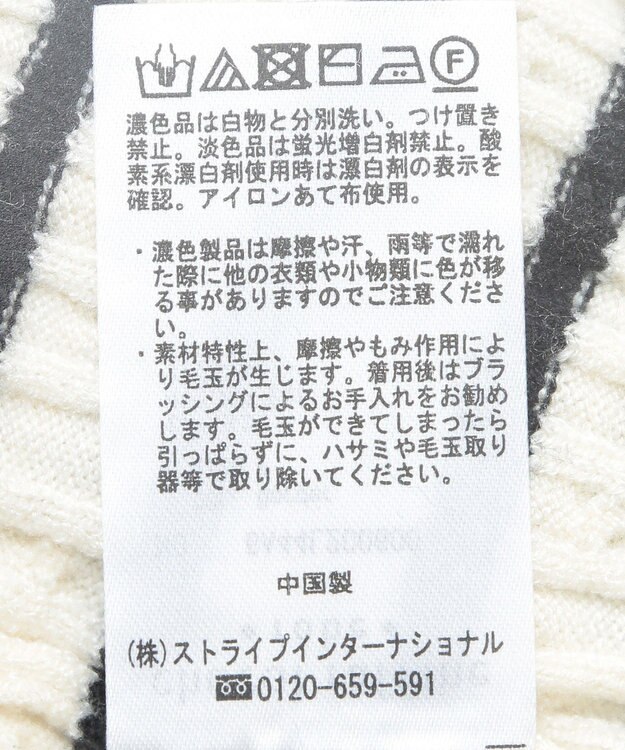 F
濃色品は白物と分別洗い。つけ置き
禁止。淡色品は蛍光増白剤禁止。酸
素系漂白剤使用時は漂白剤の表示を
確認。アイロンあて布使用。
・濃色製品は摩擦や汗、雨等で濡れ
た際に他の衣類や小物類に色が移
る事がありますのでご注意くださ
い。
・素材特性上、摩擦やもみ作用によ
り毛玉が生じます。着用後はブラ
ッシングによるお手入れをお勧め
します。毛玉ができてしまったら
引っぱらずに、ハサミや毛玉取り
器等で取り除いてください。
中国製
(株)ストライプインターナショナル
0120-659-591